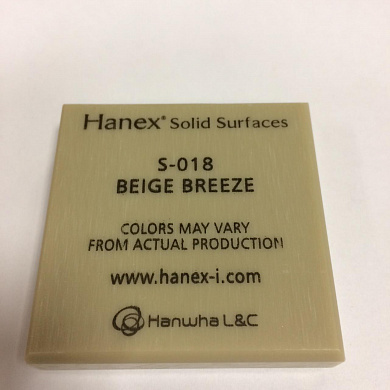 Hanex® Solid Surfaces
S-018
BEIGE BREEZE
COLORS MAY VARY
FROM ACTUAL PRODUCTION
www.hanex-i.com
Hanwha L&C